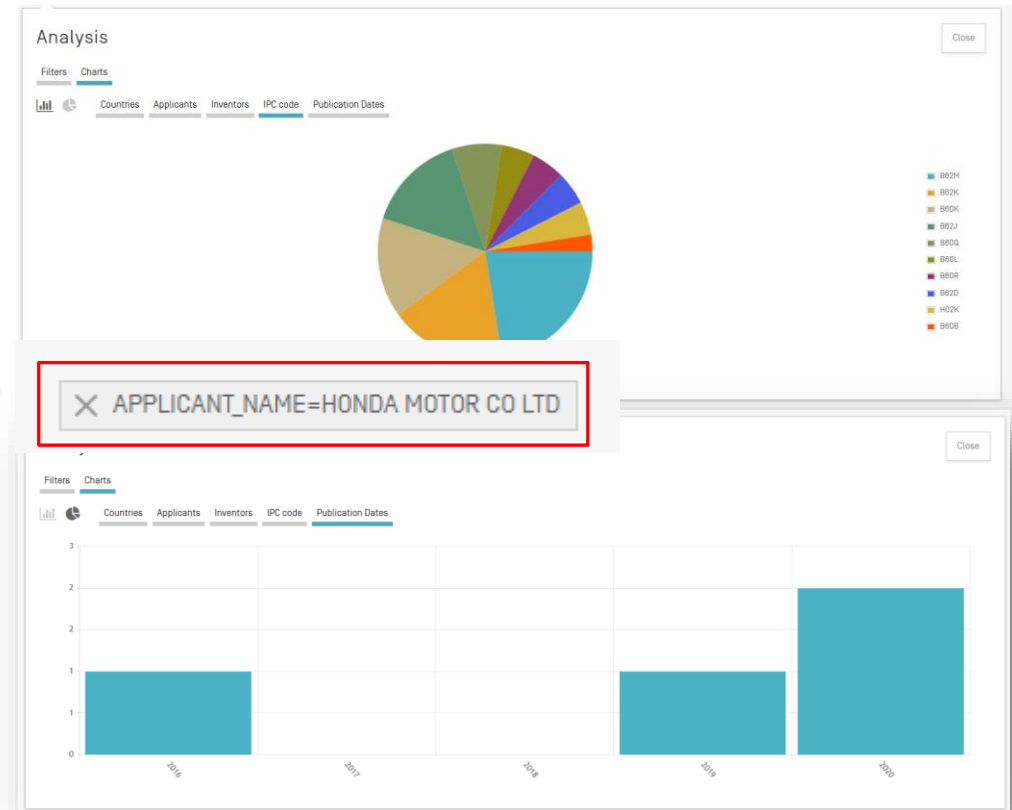 Analysis
Close
Filters Charts
Countries Applicants Inventors IPC code Publication Dates
B62M
B62K
B60K
B62J
B60Q
B60L
B60R
B62D
H02K
B60B
APPLICANT_NAME=HONDA MOTOR CO LTD
Close
Filters Charts
Countries Applicants Inventors IPC code Publication Dates
3
2
2
1
1
0
2016 2017 2018 2019 2020